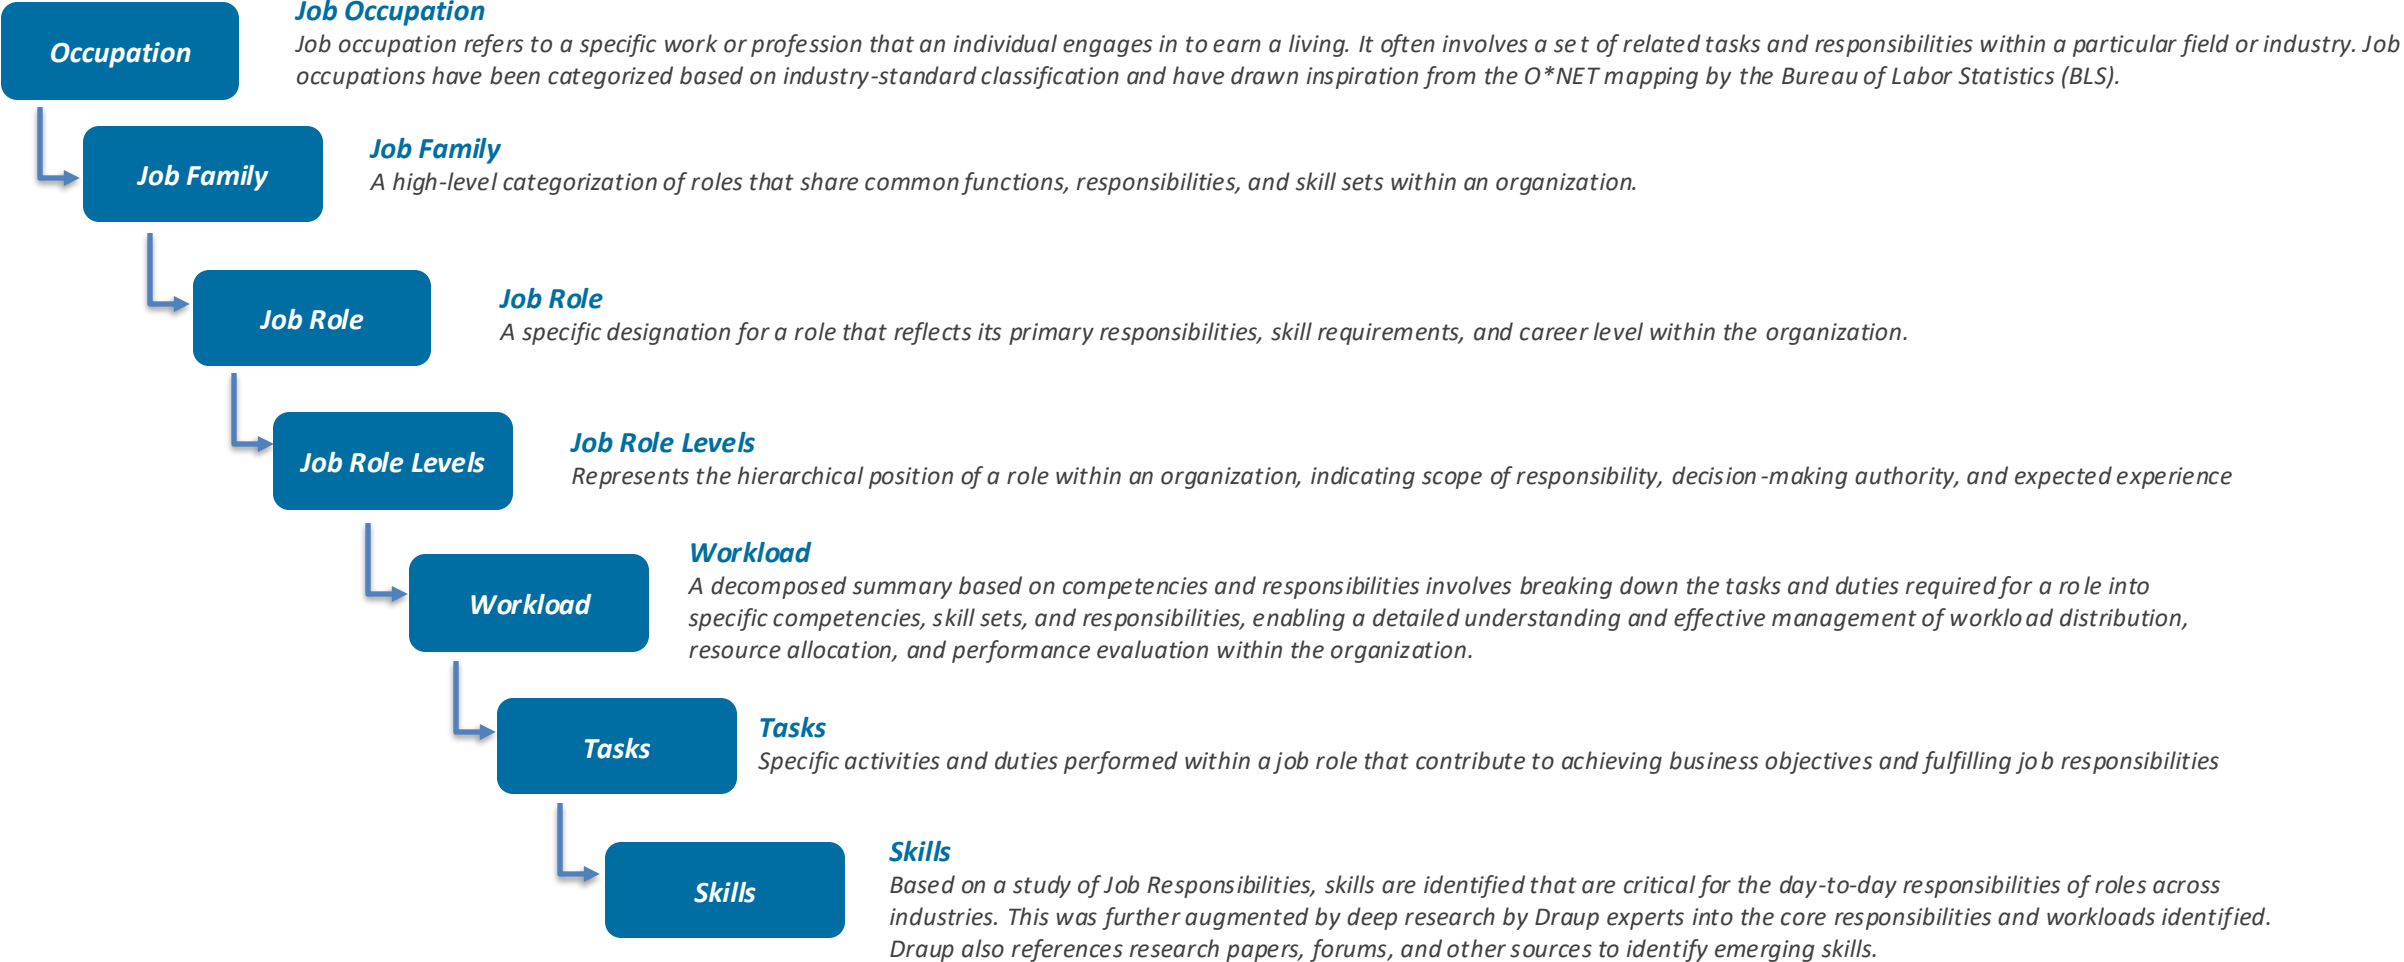 Job Occupation
Occupation
Job occupation refers to a specific work or profession that an individual engages in to earn a living. It often involves a set of related tasks and responsibilities within a particular field or industry. Job
occupations have been categorized based on industry-standard classification and have drawn inspiration from the O*NET mapping by the Bureau of Labor Statistics (BLS).
Job Family
Job Family
A high-level categorization of roles that share common functions, responsibilities, and skill sets within an organization.
Job Role
Job Role
A specific designation for a role that reflects its primary responsibilities, skill requirements, and career level within the organization.
Job Role Levels
Job Role Levels
Represents the hierarchical position of a role within an organization, indicating scope of responsibility, decision-making authority, and expected experience
Workload
Workload
A decomposed summary based on competencies and responsibilities involves breaking down the tasks and duties required for a role into
specific competencies, skill sets, and responsibilities, enabling a detailed understanding and effective management of workload distribution,
resource allocation, and performance evaluation within the organization.
Tasks
Tasks
Specific activities and duties performed within a job role that contribute to achieving business objectives and fulfilling job responsibilities
Skills
Skills
Based on a study of Job Responsibilities, skills are identified that are critical for the day-to-day responsibilities of roles across
industries. This was further augmented by deep research by Draup experts into the core responsibilities and workloads identified.
Draup also references research papers, forums, and other sources to identify emerging skills.